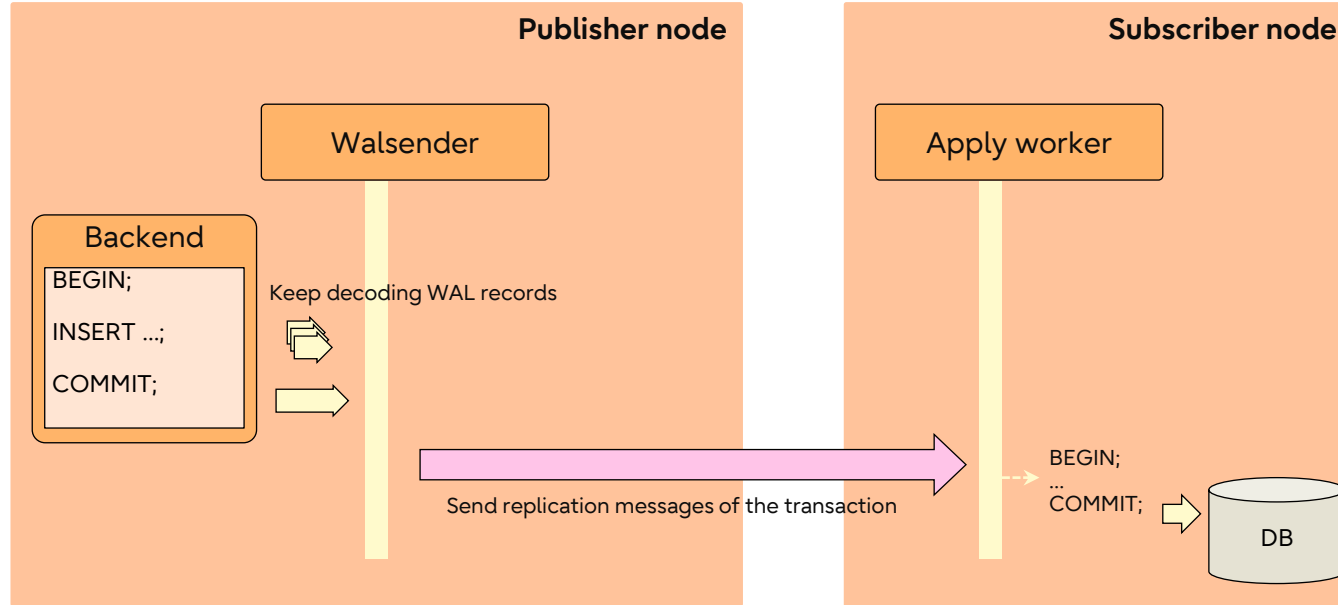 Publisher node
Subscriber node
Walsender
Apply worker
Backend
BEGIN;
INSERT ...;
COMMIT;
Keep decoding WAL records
Send replication messages of the transaction
BEGIN;
...
COMMIT;
DB